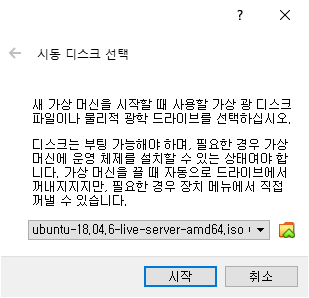 ?
시동 디스크 선택
새 가상 머신을 시작할 때 사용할 가상 광 디스크
파일이나 물리적 광학 드라이브를 선택하십시오.
디스크는 부팅 가능해야 하며, 필요한 경우 가상
머신에 운영 체제를 설치할 수 있는 상태여야 합
니다. 가상 머신을 끌 때 자동으로 드라이브에서
꺼내지지지만, 필요한 경우 장치 메뉴에서 직접
꺼낼 수 있습니다.
ubuntu-18,04,6-live-server-amd64,iso
시작
취소